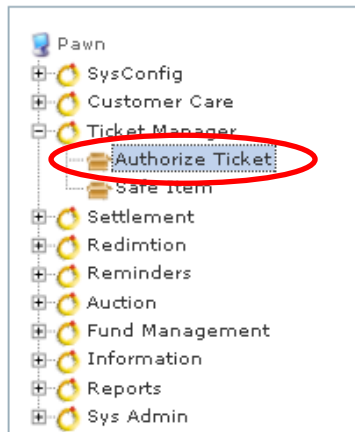 Pawn
SysConfig
Customer Care
Ticket Manager
Authorize Ticket
Safe Item
Settlement
Redimtion
Reminders
Auction
Fund Management
Information
Reports
Sys Admin